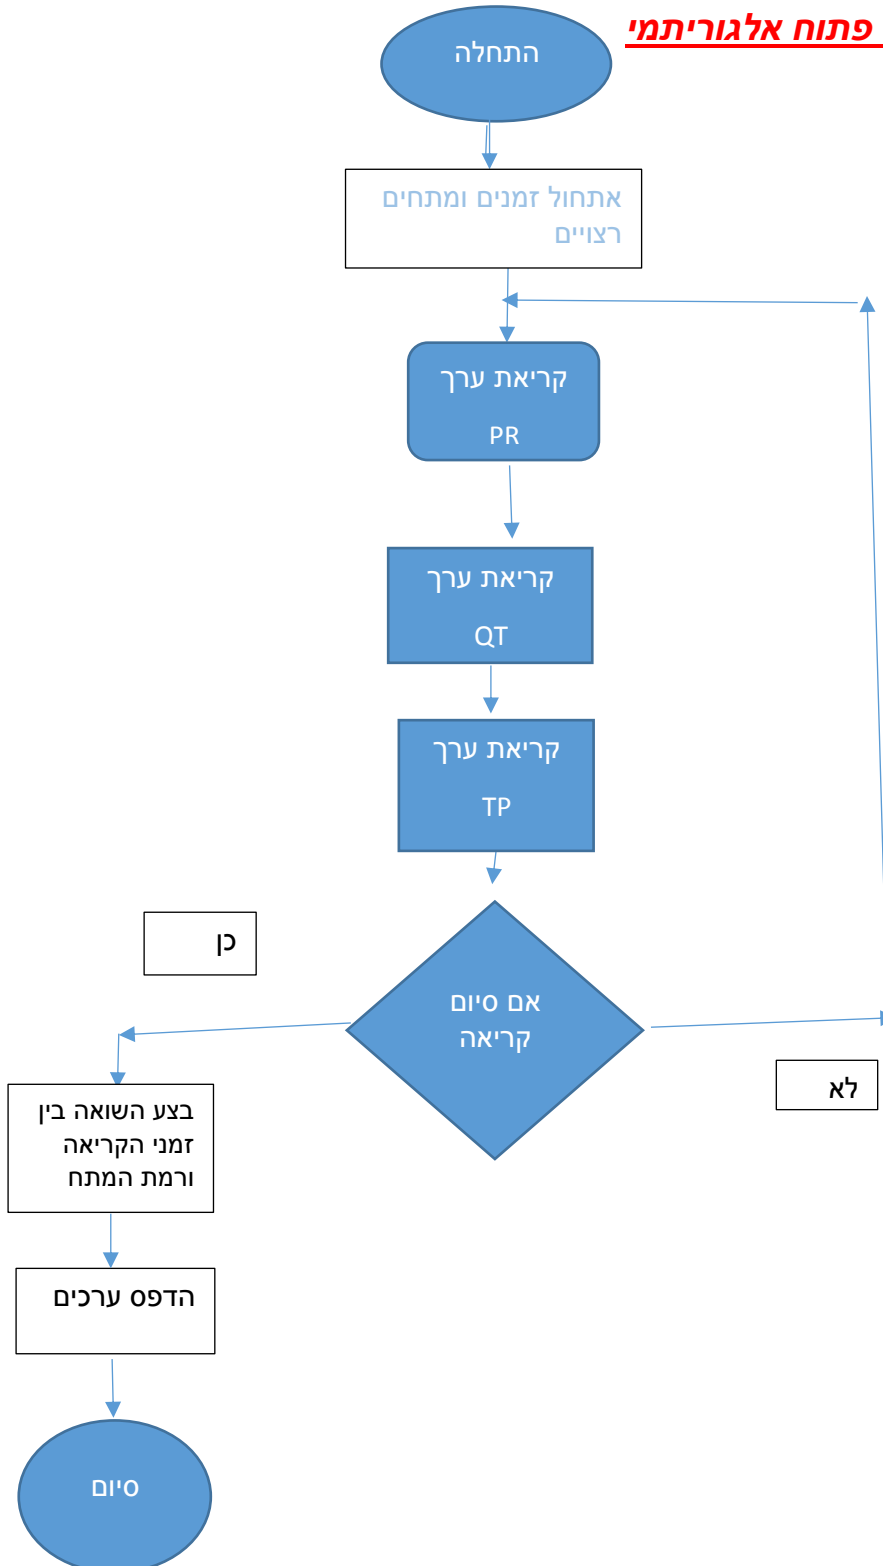 פתוח אלגוריתמי
התחלה
אתחול זמנים ומתחים
רצויים
קריאת ערך
PR
קריאת ערך
QT
קריאת ערך
TP
כן
אם סיום
קריאה
לא
בצע השואה בין
זמני הקריאה
ורמת המתח
הדפס ערכים
סיום